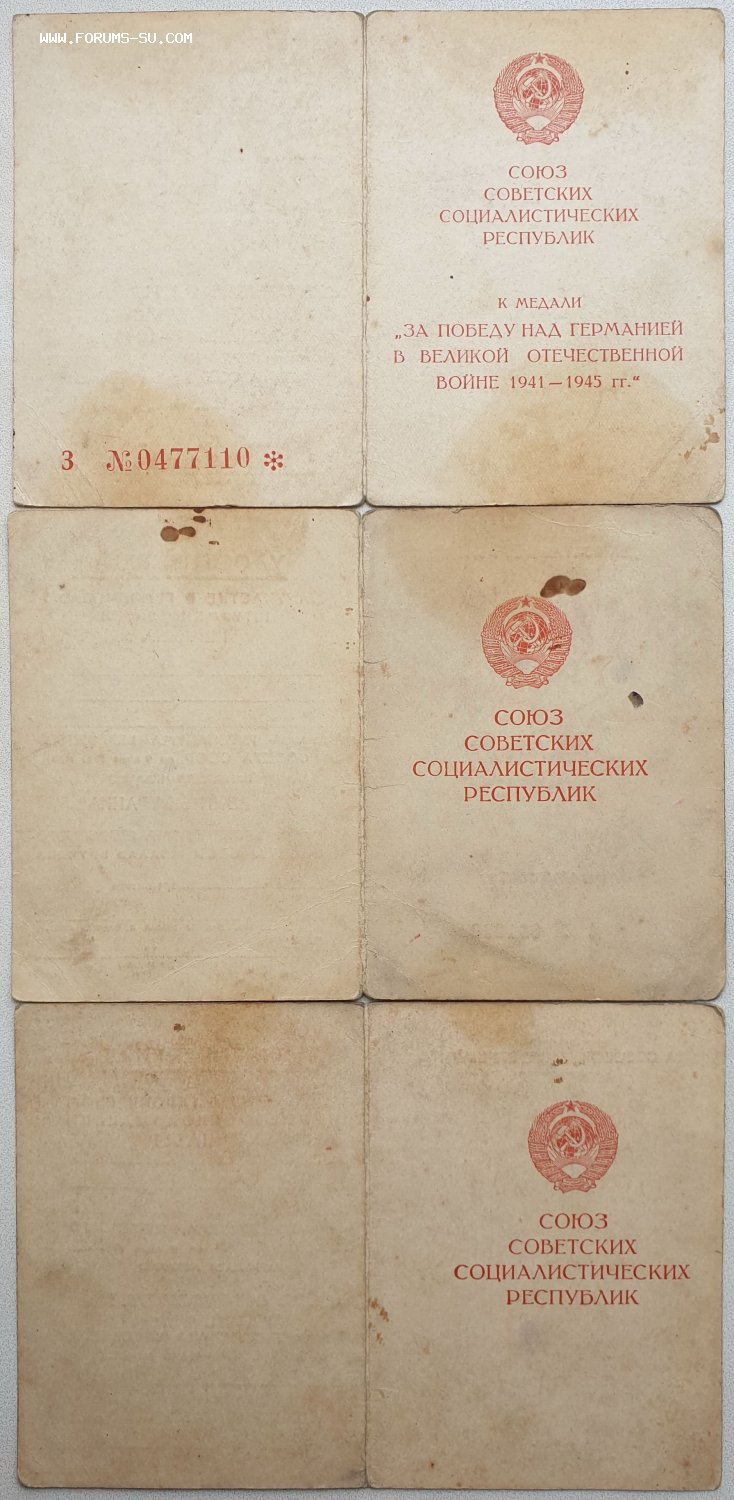 WWW.FORUMS-SU.COM
СОЮЗ
СОВЕТСКИХ
СОЦИАЛИСТИЧЕСКИХ
РЕСПУБЛИК
К МЕДАЛИ
„ЗА ПОБЕДУ НАД ГЕРМАНИЕЙ
В ВЕЛИКОЙ ОТЕЧЕСТВЕННОЙ
ВОЙНЕ 1941—1945 гг.“
З №0477110 *
СОЮЗ
СОВЕТСКИХ
СОЦИАЛИСТИЧЕСКИХ
РЕСПУБЛИК
СОЮЗ
СОВЕТСКИХ
СОЦИАЛИСТИЧЕСКИХ
РЕСПУБЛИК